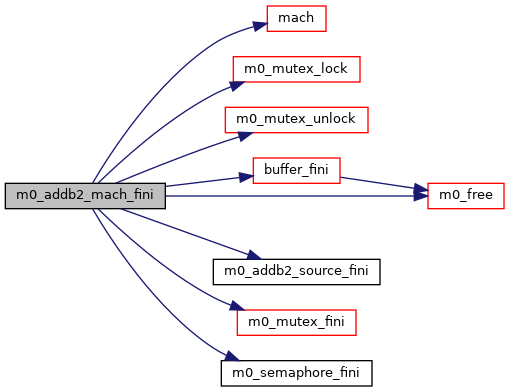 mach
m0_mutex_lock
m0_mutex_unlock
m0_addb2_mach_fini
buffer_fini
m0_free
m0_addb2_source_fini
m0_mutex_fini
m0_semaphore_fini